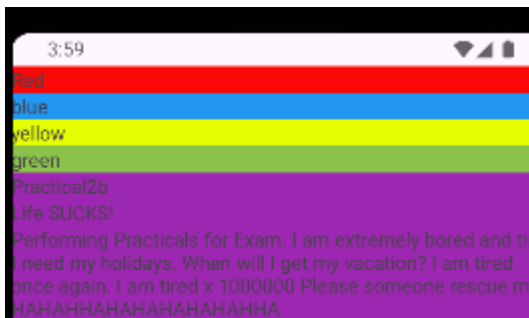 3:59
Red
blue
yellow
green
Practical2b
Life SUCKS!
Performing Practicals for Exam. I am extremely bored and ti
I need my holidays. When will I get my vacation? I am tired
once again. I am tired x 1000000 Please someone rescue m
HAHAHHAHAHAHAHAHAHHA